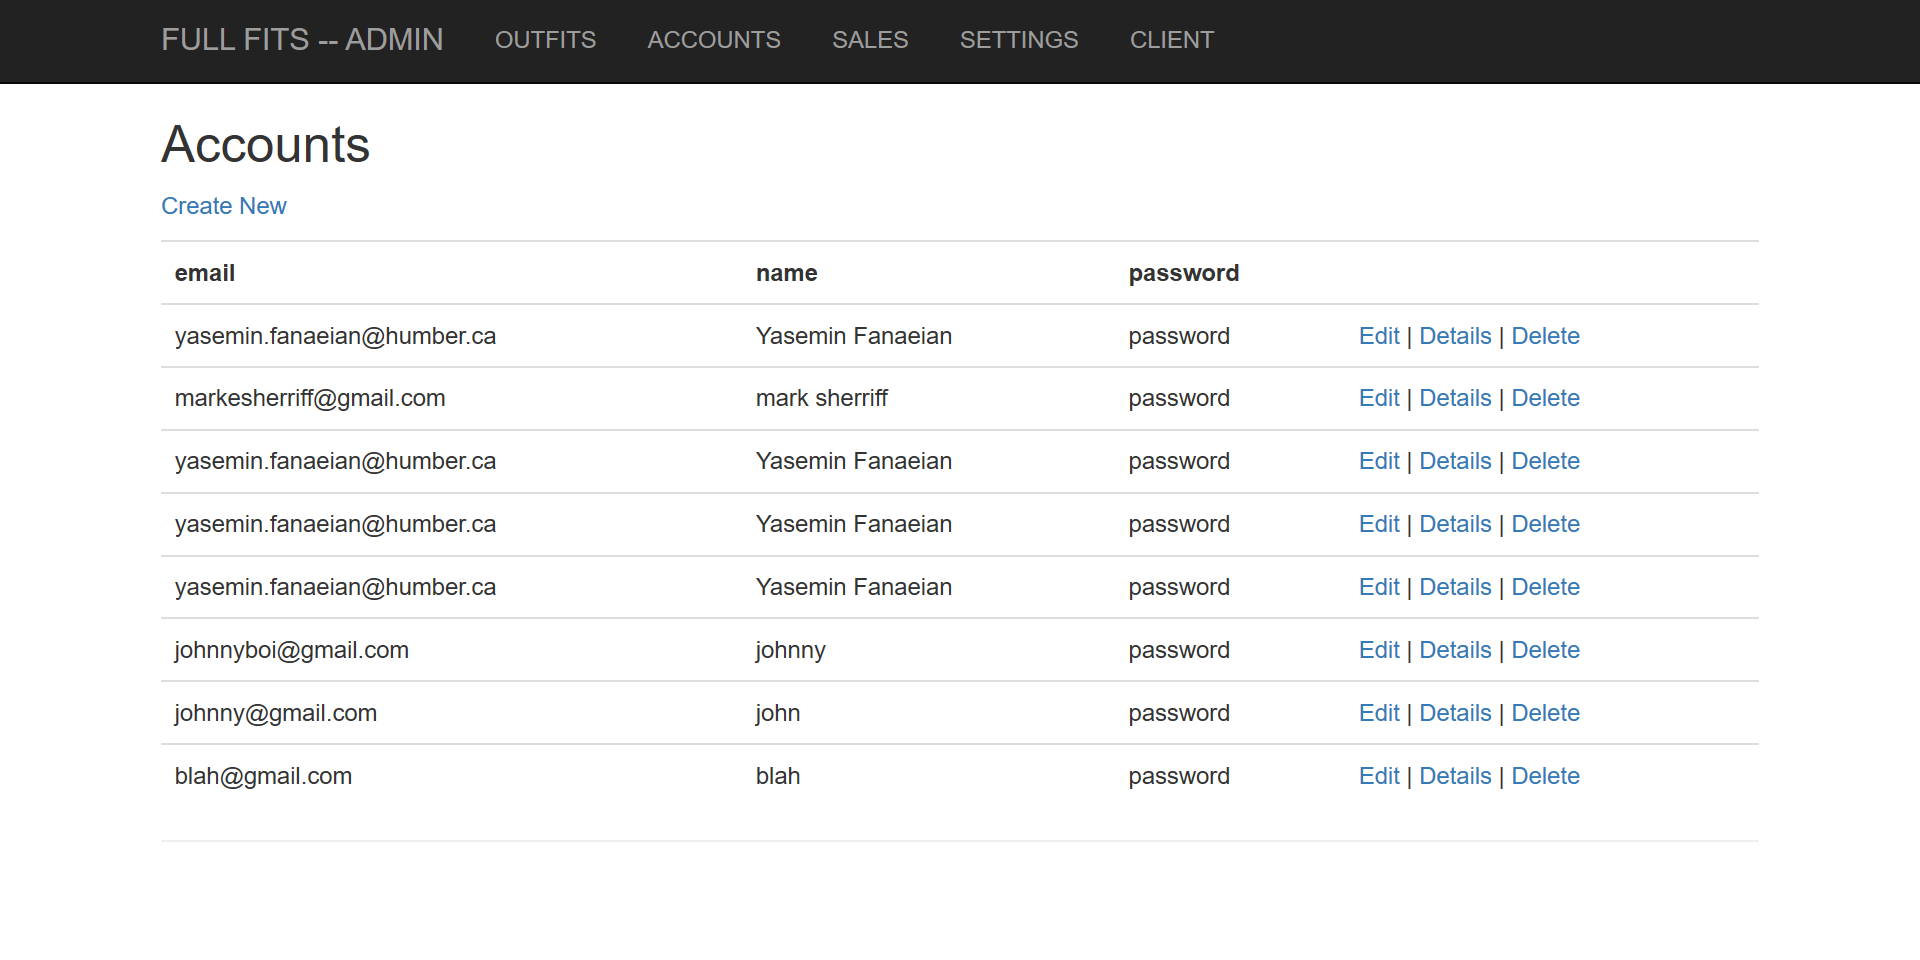 FULL FITS -- ADMIN OUTFITS ACCOUNTS SALES SETTINGS CLIENT
Accounts
Create New
email name password
yasemin.fanaeian@humber.ca Yasemin Fanaeian password Edit | Details | Delete
markesherriff@gmail.com mark sherriff password Edit | Details | Delete
yasemin.fanaeian@humber.ca Yasemin Fanaeian password Edit | Details | Delete
yasemin.fanaeian@humber.ca Yasemin Fanaeian password Edit | Details | Delete
yasemin.fanaeian@humber.ca Yasemin Fanaeian password Edit | Details | Delete
johnnyboi@gmail.com johnny password Edit | Details | Delete
johnny@gmail.com john password Edit | Details | Delete
blah@gmail.com blah password Edit | Details | Delete